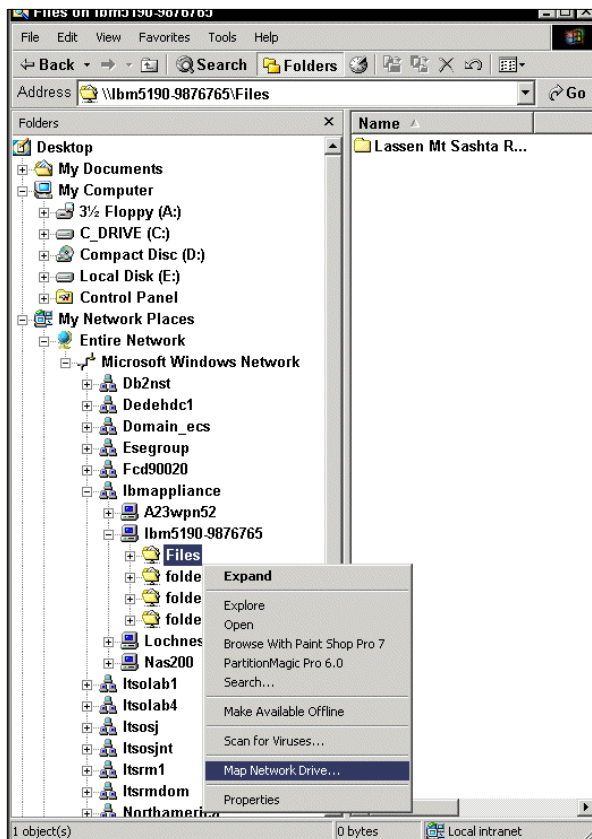 Files on Ibm5190-9876765
File Edit View Favorites Tools Help
Back Search Folders
Address \\Ibm5190-9876765\Files Go
Folders
Name
Lassen Mt Sashta R...
Desktop
My Documents
My Computer
3½ Floppy (A:)
C_DRIVE (C:)
Compact Disc (D:)
Local Disk (E:)
Control Panel
My Network Places
Entire Network
Microsoft Windows Network
Db2nst
Dedehdc1
Domain_ecs
Esegroup
Fcd90020
Ibmappliance
A23wpn52
Ibm5190-9876765
Files
folde
folde
folde
Lochnes
Nas200
Itsolab1
Itsolab4
Itsosj
Itsosjnt
Itsrm1
Itsrmdom
Northamerica
Expand
Explore
Open
Browse With Paint Shop Pro 7
PartitionMagic Pro 6.0
Search...
Make Available Offline
Scan for Viruses...
Map Network Drive...
Properties
1 object(s) 0 bytes Local intranet